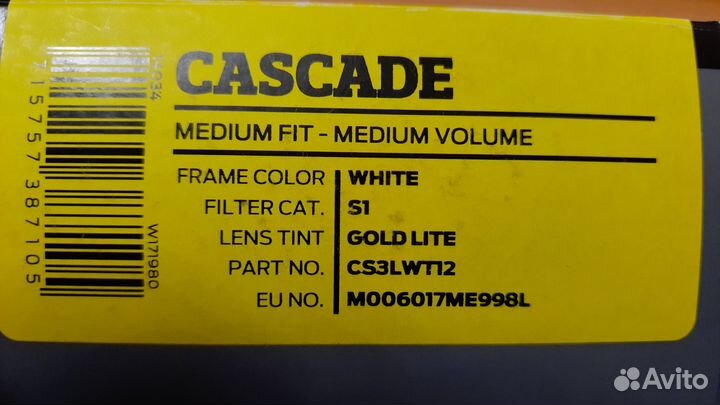 CASCADE
MEDIUM FIT - MEDIUM VOLUME
FRAME COLOR WHITE
FILTER CAT. S1
LENS TINT GOLD LITE
PART NO. CS3LWT12
EU NO. M006017ME998L
715757387105
W171980
Avito